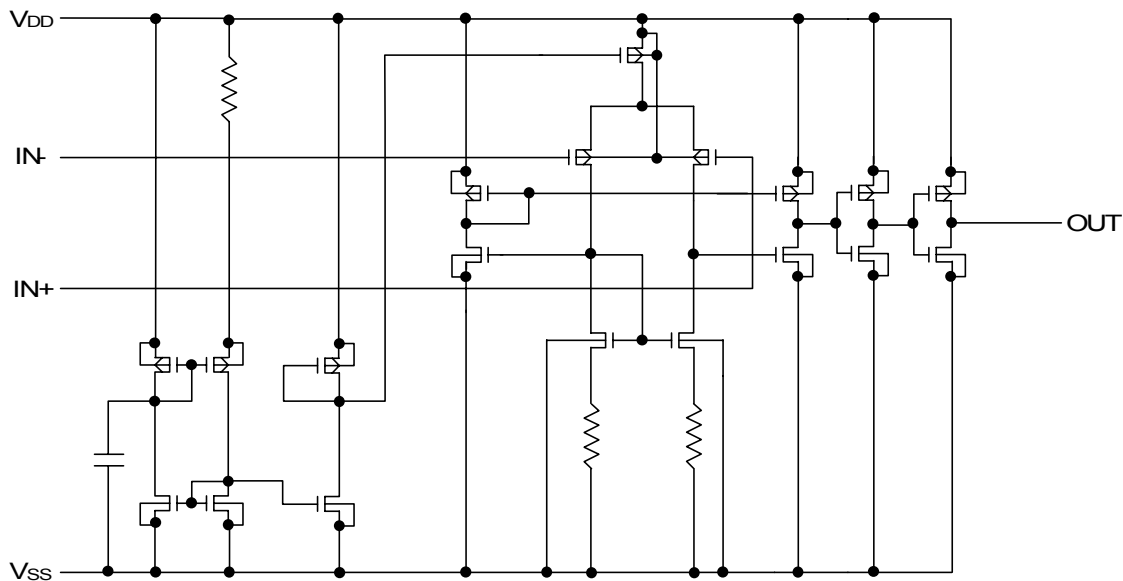 VDD
IN-
OUT
IN+
VSS